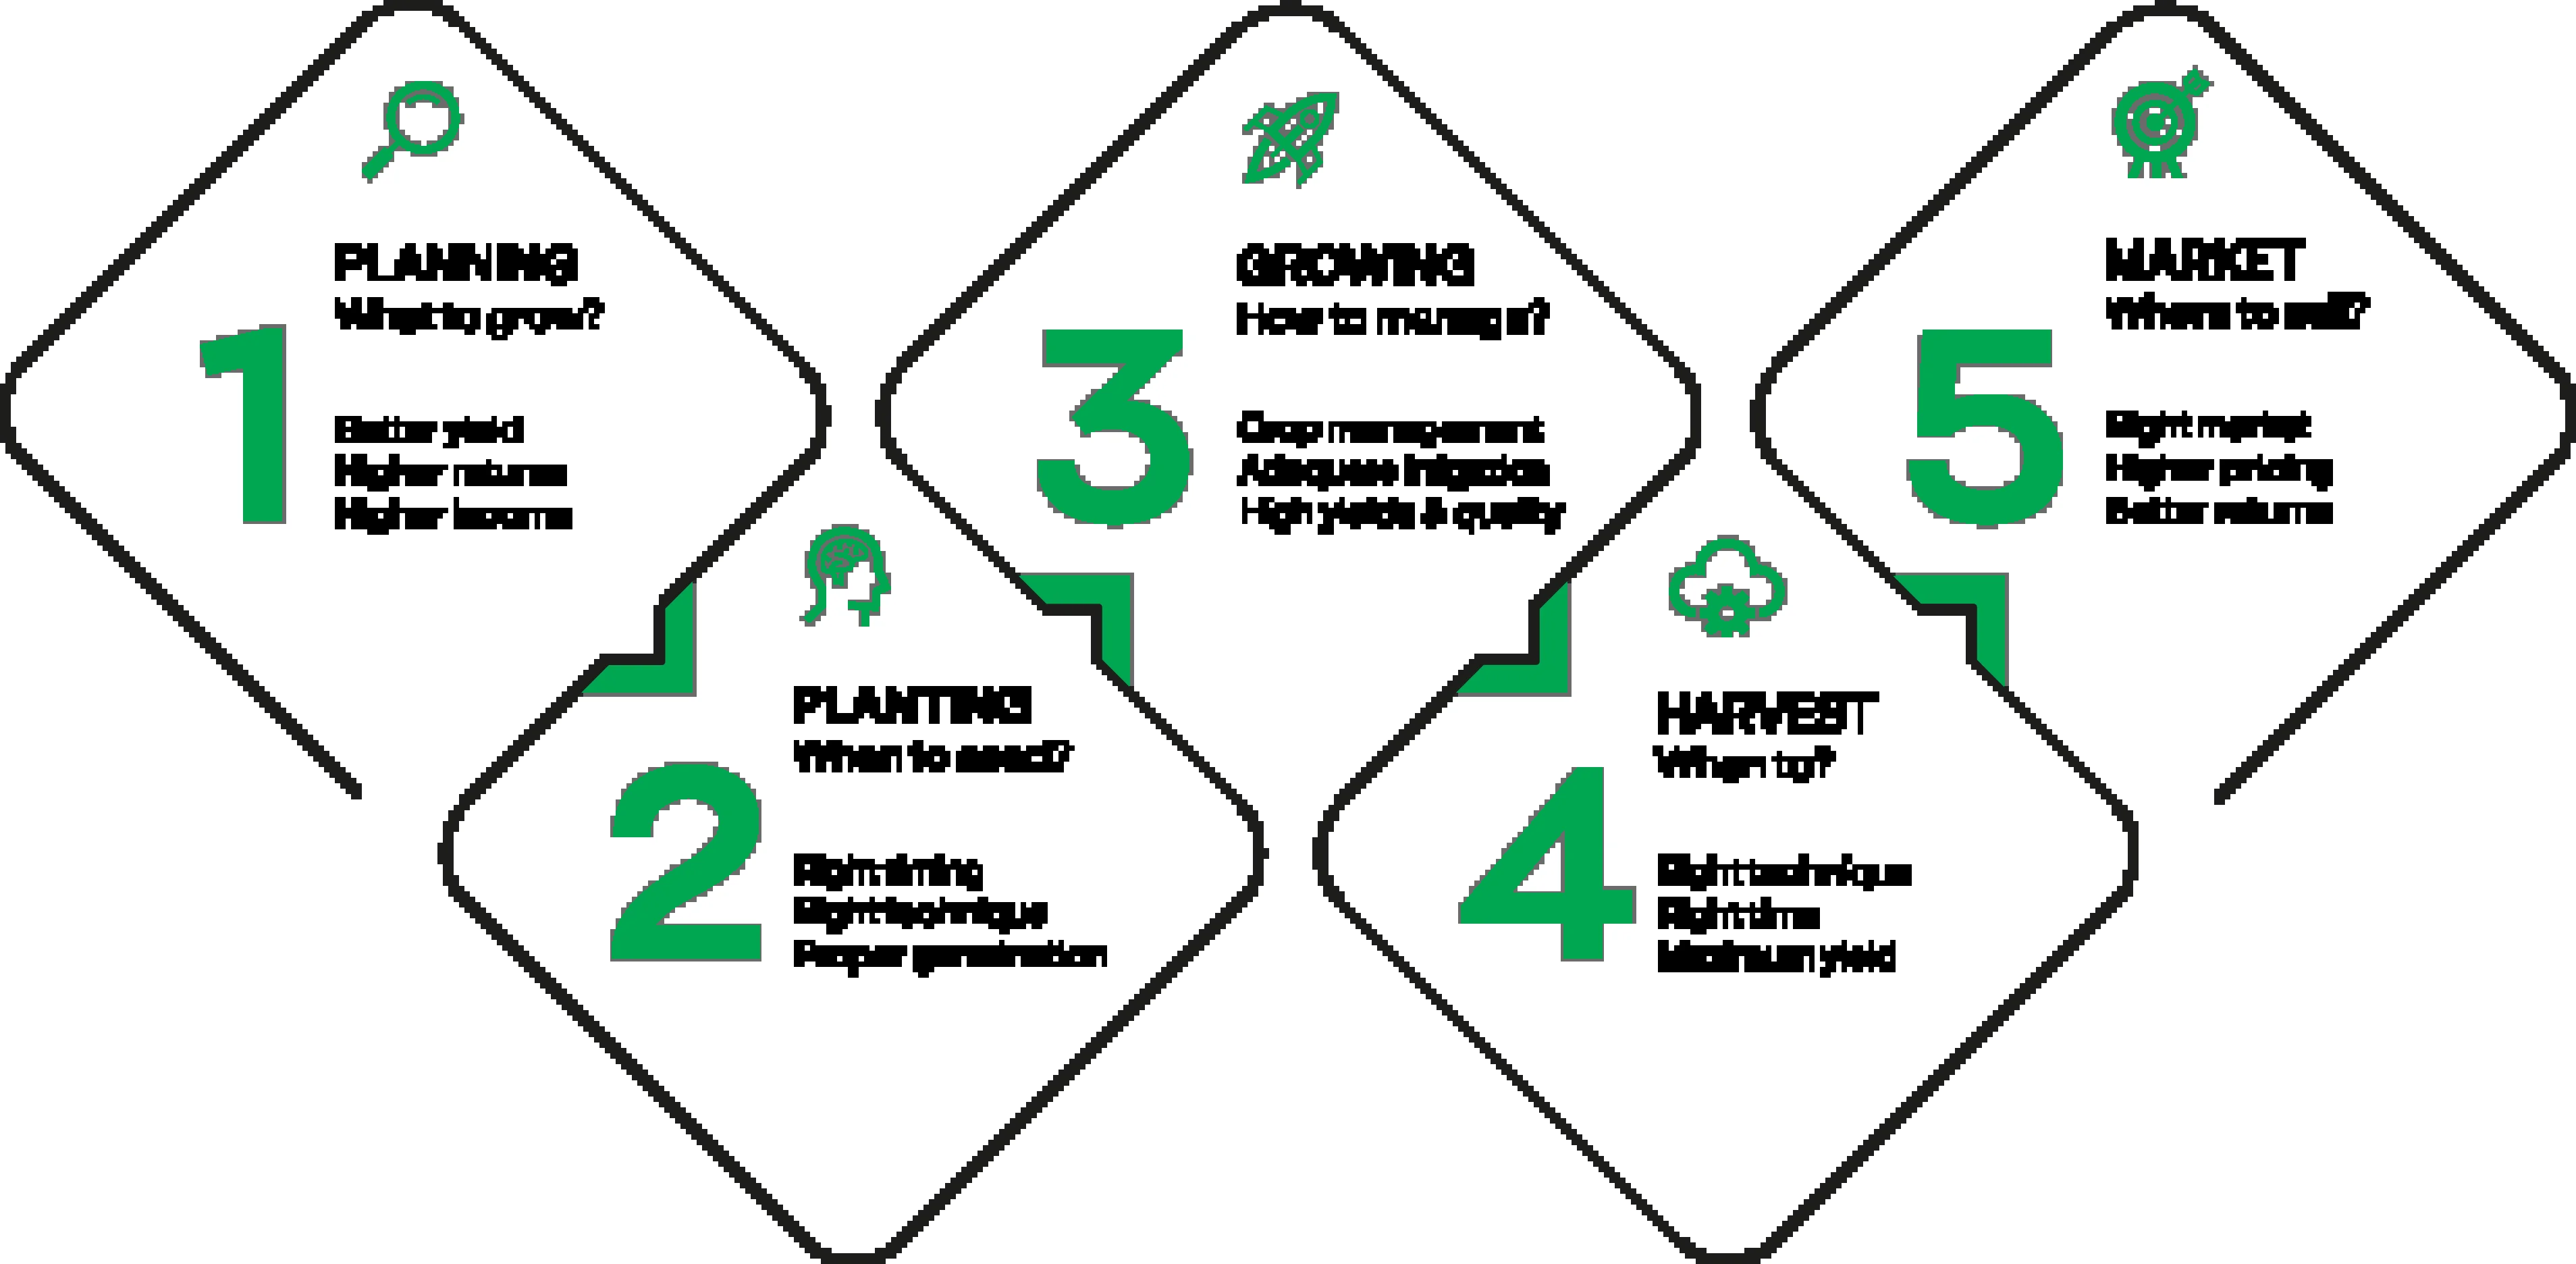 1
PLANNING
What to grow?
Better yield
Higher returns
Higher income
2
PLANTING
When to seed?
Right timing
Right technique
Proper germination
3
GROWING
How to manage?
Crop management
Adequate irrigation
High yields & quality
4
HARVEST
When to?
Right technique
Right time
Maximum yield
5
MARKET
Where to sell?
Right market
Higher pricing
Better returns